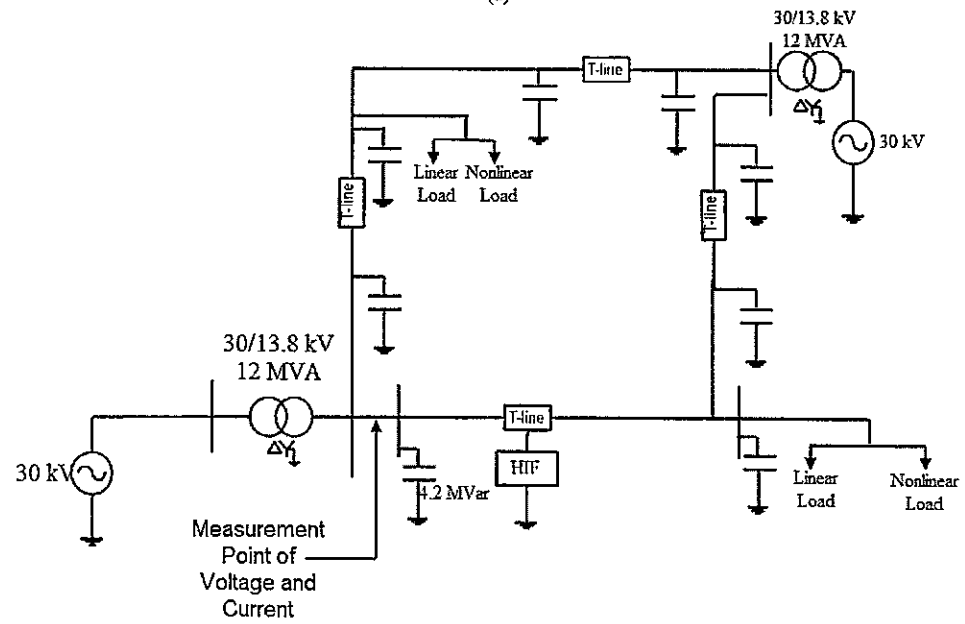 30/13.8 kV
12 MVA
T-line
30 kV
Linear
Load
Nonlinear
Load
T-line
T-line
30/13.8 kV
12 MVA
T-line
30 kV
HIF
4.2 MVar
Linear
Load
Nonlinear
Load
Measurement
Point of
Voltage and
Current